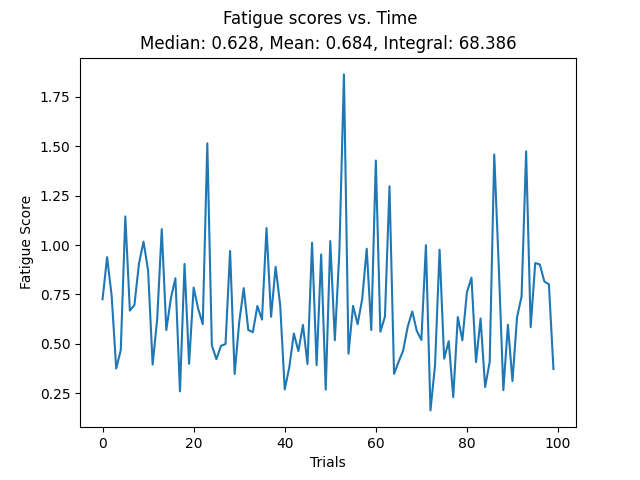 Fatigue scores vs. Time
Median: 0.628, Mean: 0.684, Integral: 68.386
1.75
1.50
1.25
1.00
0.75
0.50
0.25
Fatigue Score
0 20 40 60 80 100
Trials